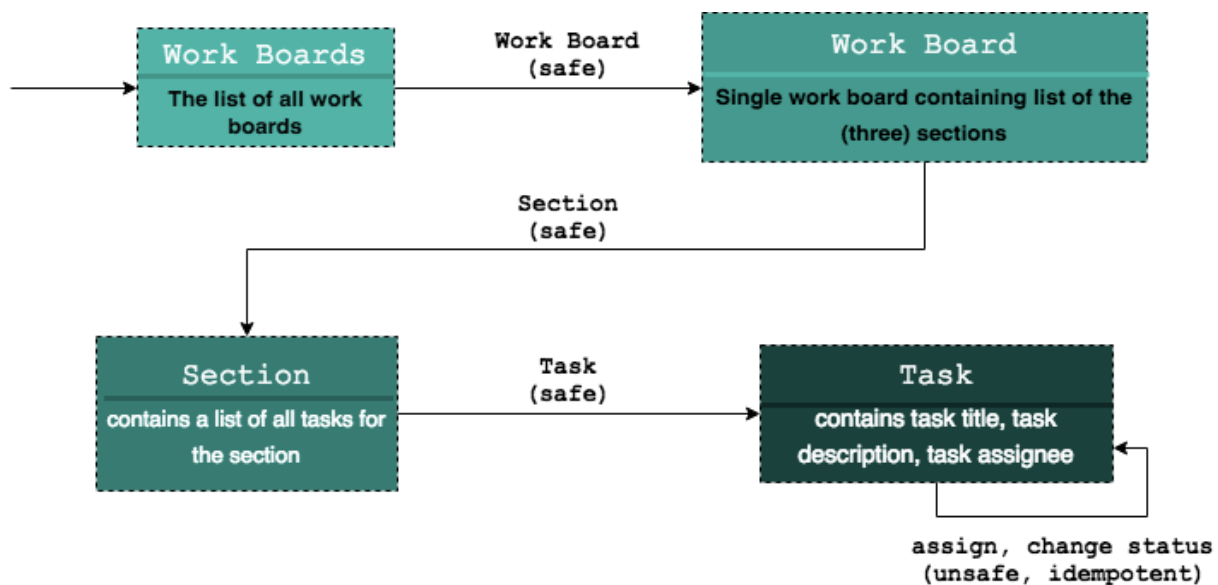 Work Boards
The list of all work
boards
Work Board
(safe)
Work Board
Single work board containing list of the
(three) sections
Section
(safe)
Section
contains a list of all tasks for
the section
Task
(safe)
Task
contains task title, task
description, task assignee
assign, change status
(unsafe, idempotent)